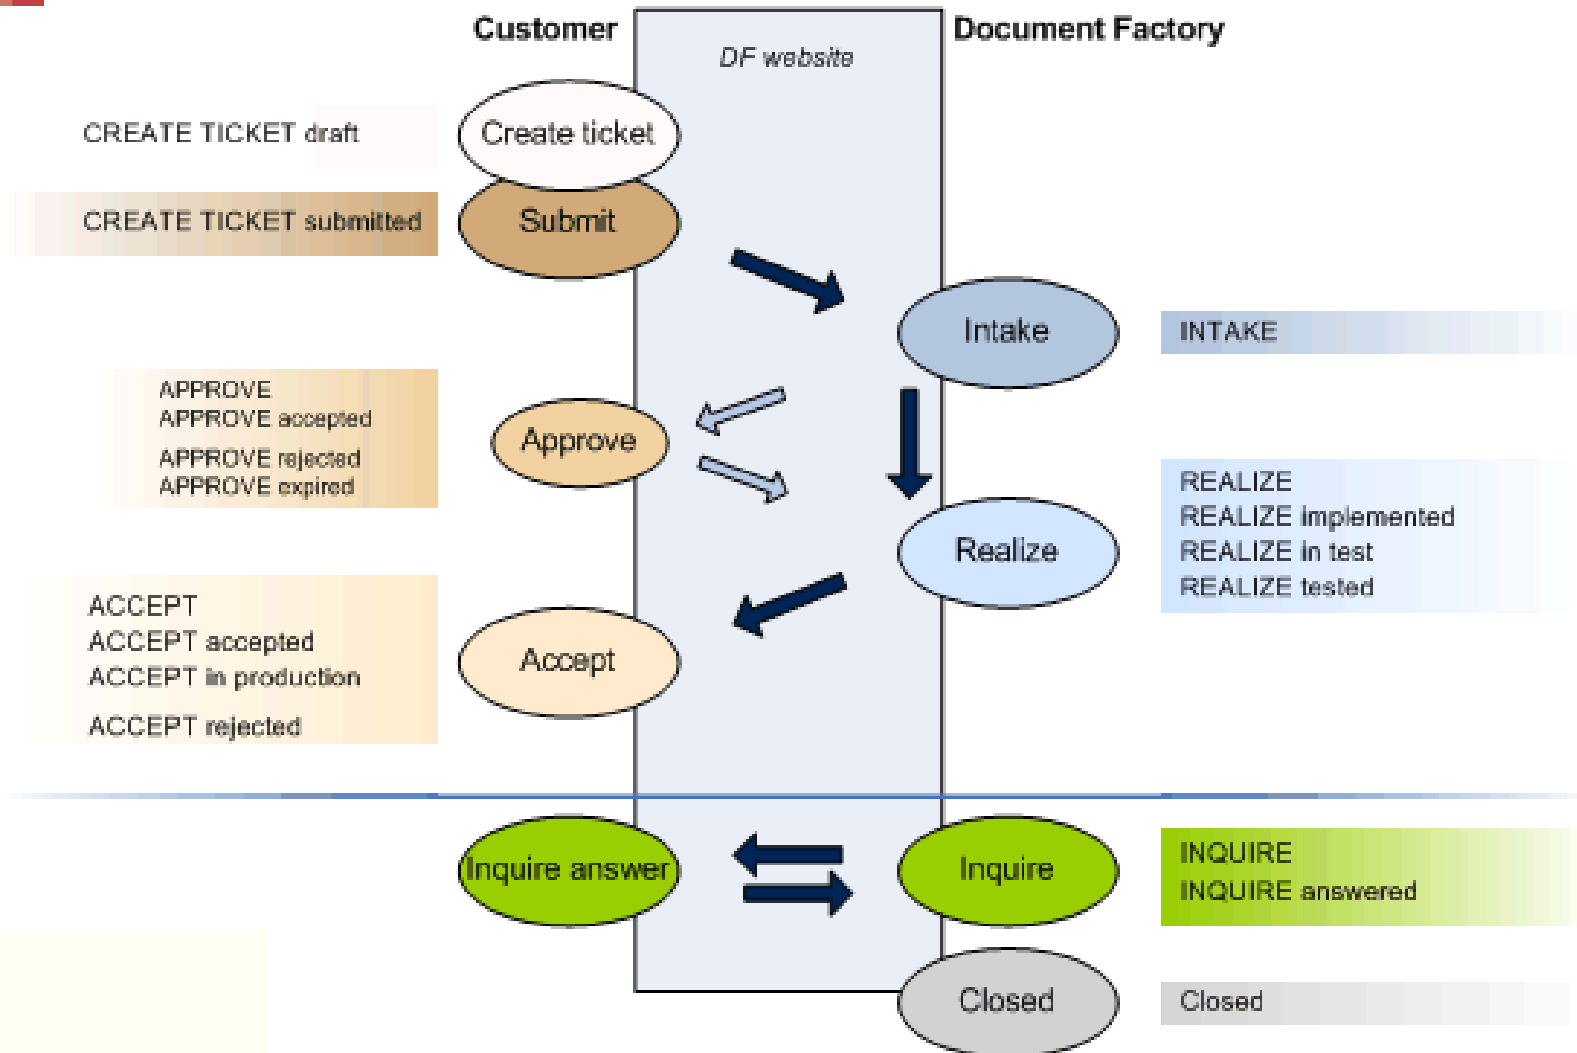 Customer
Document Factory
DF website
CREATE TICKET draft
Create ticket
CREATE TICKET submitted
Submit
Intake
INTAKE
APPROVE
APPROVE accepted
APPROVE rejected
APPROVE expired
Approve
Realize
REALIZE
REALIZE implemented
REALIZE in test
REALIZE tested
ACCEPT
ACCEPT accepted
ACCEPT in production
ACCEPT rejected
Accept
Inquire answer
Inquire
INQUIRE
INQUIRE answered
Closed
Closed